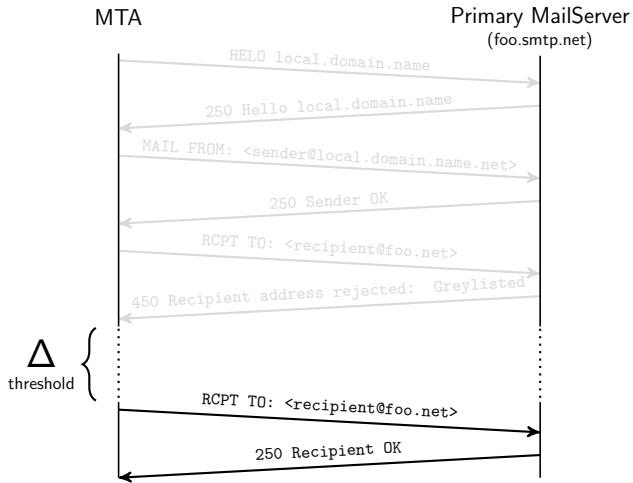 MTA
Primary MailServer
(foo.smtp.net)
HELO local.domain.name
250 Hello local.domain.name
MAIL FROM: <sender@local.domain.name.net>
250 Sender OK
RCPT TO: <recipient@foo.net>
450 Recipient address rejected: Greylisted
Δ
threshold
RCPT TO: <recipient@foo.net>
250 Recipient OK